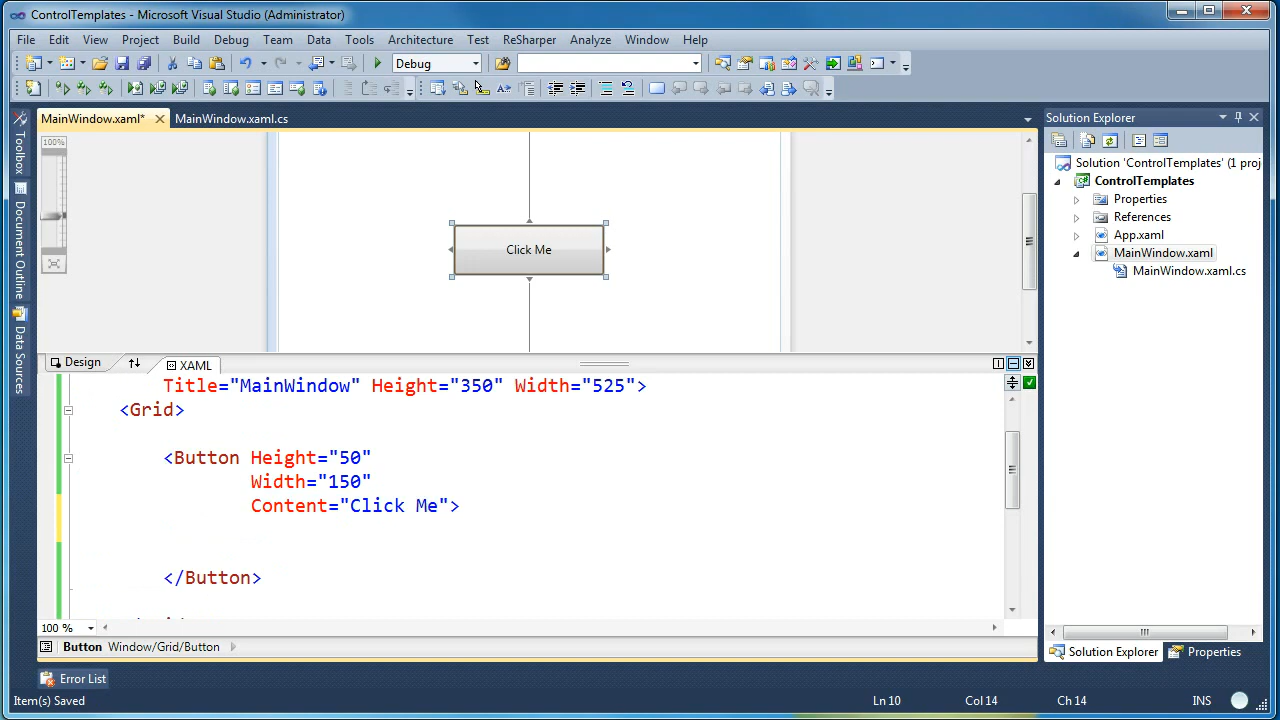 ControlTemplates - Microsoft Visual Studio (Administrator)
File Edit View Project Build Debug Team Data Tools Architecture Test ReSharper Analyze Window Help
Debug
MainWindow.xaml* MainWindow.xaml.cs
Toolbox
Document Outline
Data Sources
100%
Click Me
Design XAML
Title="MainWindow" Height="350" Width="525">
<Grid>
<Button Height="50"
Width="150"
Content="Click Me">
</Button>
100 %
Button Window/Grid/Button
Solution Explorer
Solution 'ControlTemplates' (1 proj
ControlTemplates
Properties
References
App.xaml
MainWindow.xaml
MainWindow.xaml.cs
Solution Explorer Properties
Error List
Item(s) Saved Ln 10 Col 14 Ch 14 INS